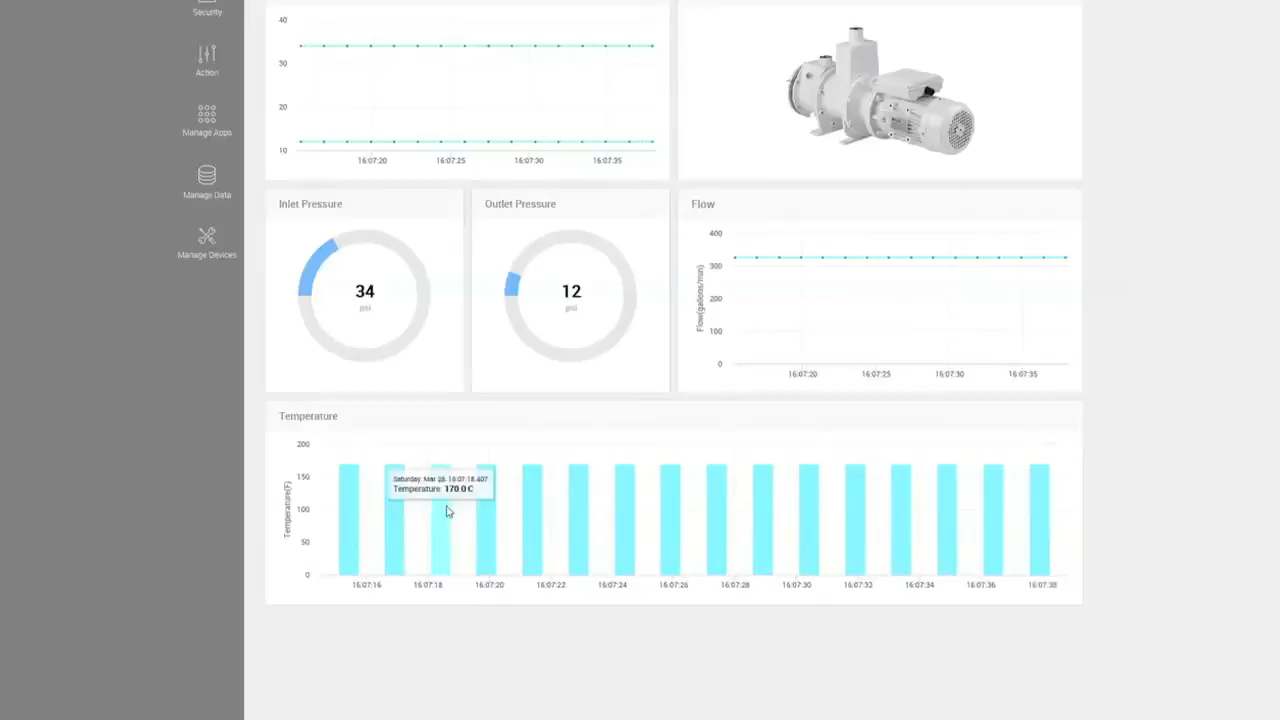 Security
Action
Manage Apps
Manage Data
Manage Devices
40
30
20
10
16:07:20 16:07:25 16:07:30 16:07:35
Inlet Pressure
34
psi
Outlet Pressure
12
psi
Flow
Flow(gallons/min)
400
300
200
100
0
16:07:20 16:07:25 16:07:30 16:07:35
Temperature
Temperature(F)
200
150
100
50
0
Saturday, Mar 28, 16:07:18.407
Temperature: 170.0 C
16:07:16 16:07:18 16:07:20 16:07:22 16:07:24 16:07:26 16:07:28 16:07:30 16:07:32 16:07:34 16:07:36 16:07:38